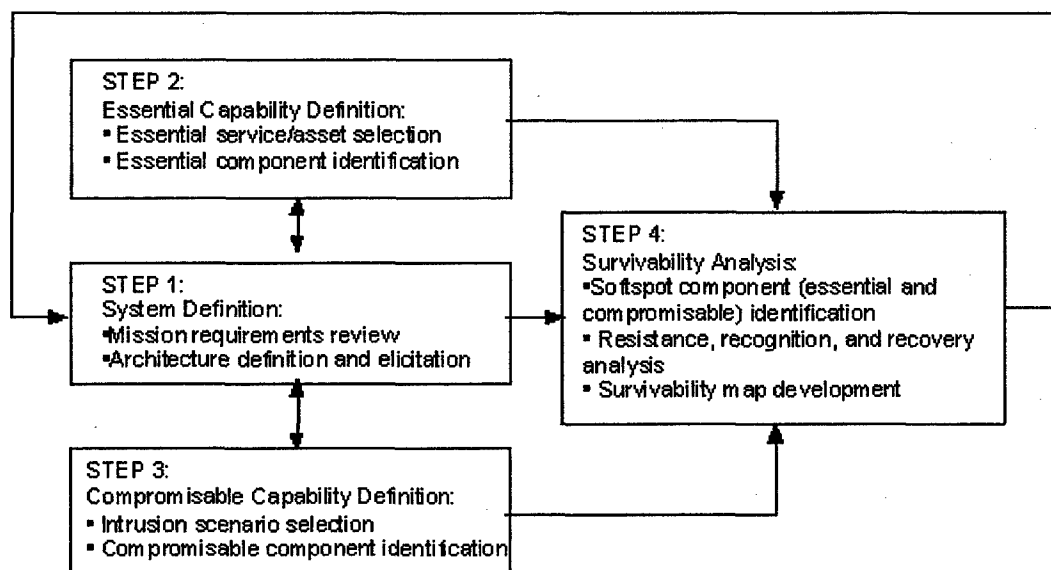 STEP 2:
Essential Capability Definition:
▪ Essential service/asset selection
▪ Essential component identification
STEP 1:
System Definition:
▪Mission requirements review
▪Architecture definition and elicitation
STEP 3:
Compromisable Capability Definition:
▪ Intrusion scenario selection
▪ Compromisable component identification
STEP 4:
Survivability Analysis:
▪Softspot component (essential and
compromisable) identification
▪ Resistance, recognition, and recovery
analysis
▪ Survivability map development